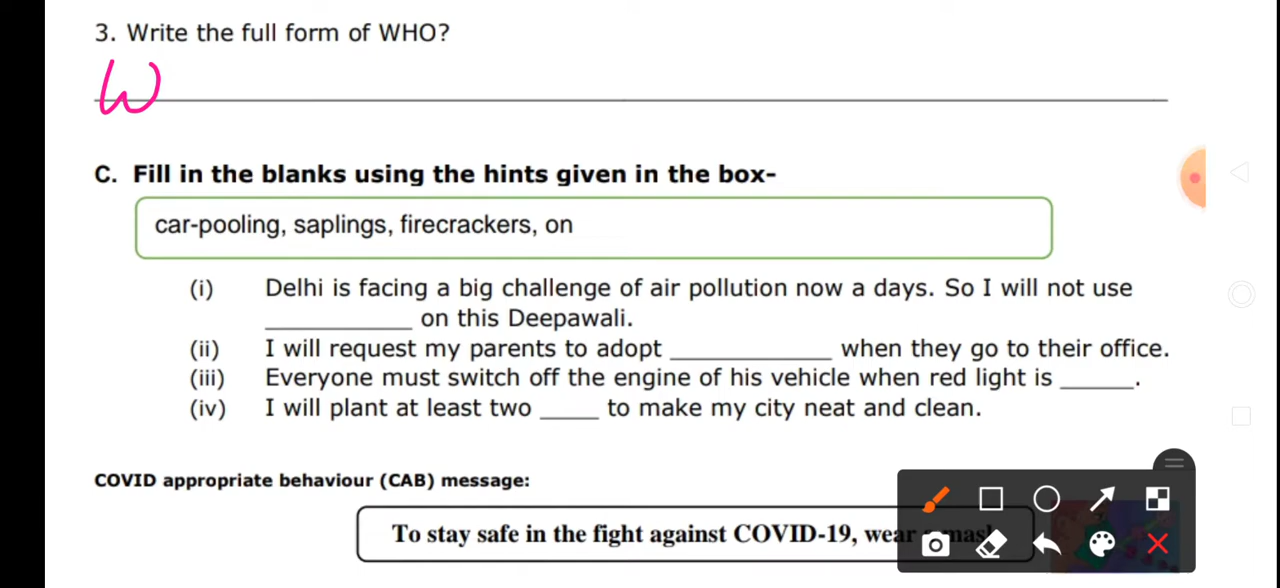 3. Write the full form of WHO?
W
C. Fill in the blanks using the hints given in the box-
car-pooling, saplings, firecrackers, on
(i) Delhi is facing a big challenge of air pollution now a days. So I will not use
____________ on this Deepawali.
(ii) I will request my parents to adopt _____________ when they go to their office.
(iii) Everyone must switch off the engine of his vehicle when red light is ______.
(iv) I will plant at least two _____ to make my city neat and clean.
COVID appropriate behaviour (CAB) message:
To stay safe in the fight against COVID-19, wear a mask